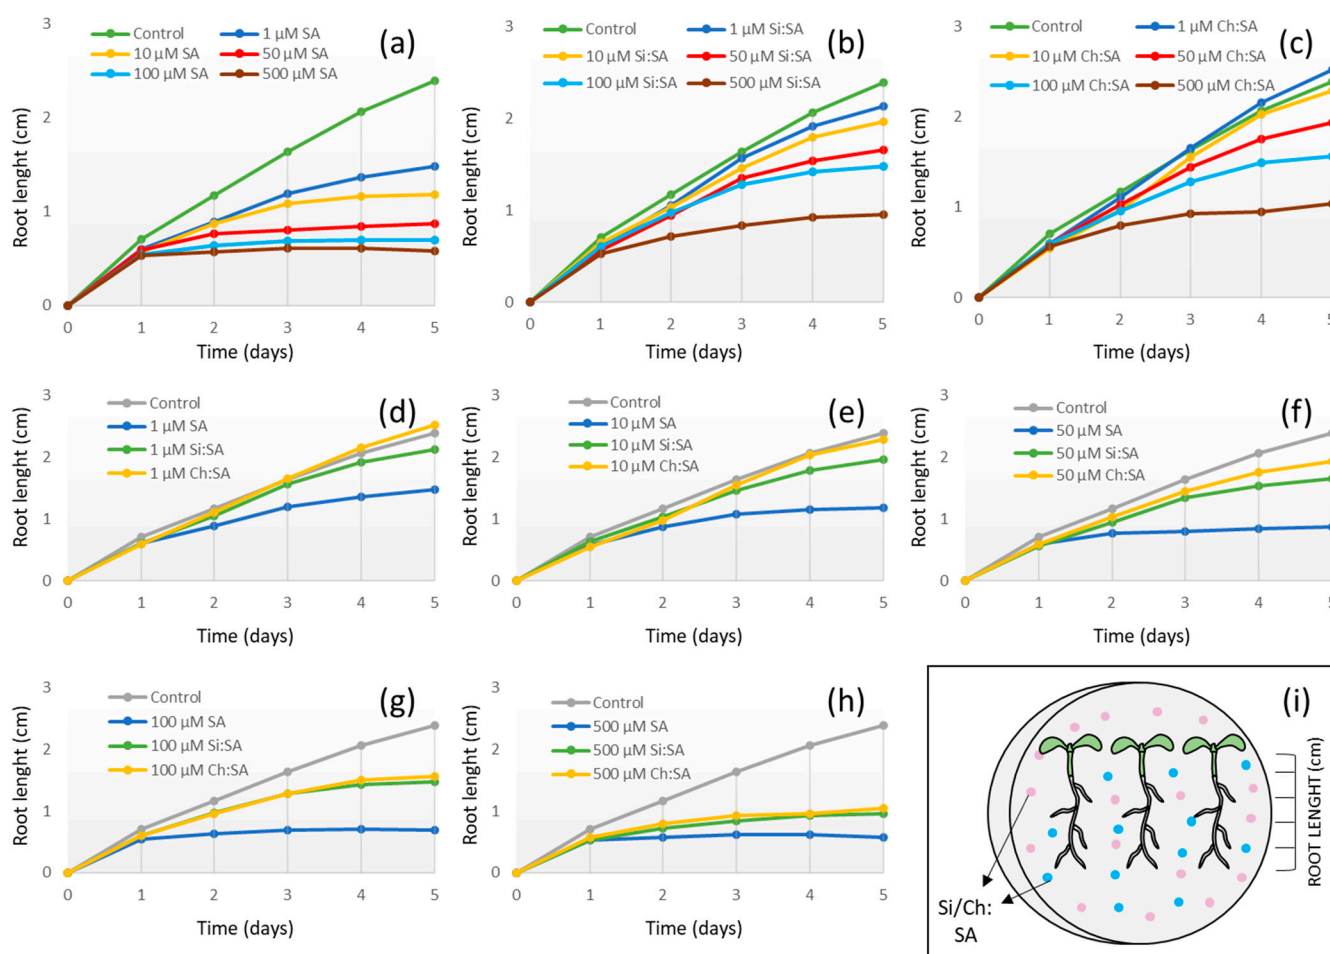 (a)
Control
1 µM SA
10 µM SA
50 µM SA
100 µM SA
500 µM SA
Root lenght (cm)
3
2
1
0
0 1 2 3 4 5
Time (days)
(b)
Control
1 µM Si:SA
10 µM Si:SA
50 µM Si:SA
100 µM Si:SA
500 µM Si:SA
Root lenght (cm)
3
2
1
0
0 1 2 3 4 5
Time (days)
(c)
Control
1 µM Ch:SA
10 µM Ch:SA
50 µM Ch:SA
100 µM Ch:SA
500 µM Ch:SA
Root lenght (cm)
3
2
1
0
0 1 2 3 4 5
Time (days)
(d)
Control
1 µM SA
1 µM Si:SA
1 µM Ch:SA
Root lenght (cm)
3
2
1
0
0 1 2 3 4 5
Time (days)
(e)
Control
10 µM SA
10 µM Si:SA
10 µM Ch:SA
Root lenght (cm)
3
2
1
0
0 1 2 3 4 5
Time (days)
(f)
Control
50 µM SA
50 µM Si:SA
50 µM Ch:SA
Root lenght (cm)
3
2
1
0
0 1 2 3 4 5
Time (days)
(g)
Control
100 µM SA
100 µM Si:SA
100 µM Ch:SA
Root lenght (cm)
3
2
1
0
0 1 2 3 4 5
Time (days)
(h)
Control
500 µM SA
500 µM Si:SA
500 µM Ch:SA
Root lenght (cm)
3
2
1
0
0 1 2 3 4 5
Time (days)
(i)
ROOT LENGHT (cm)
Si/Ch:
SA